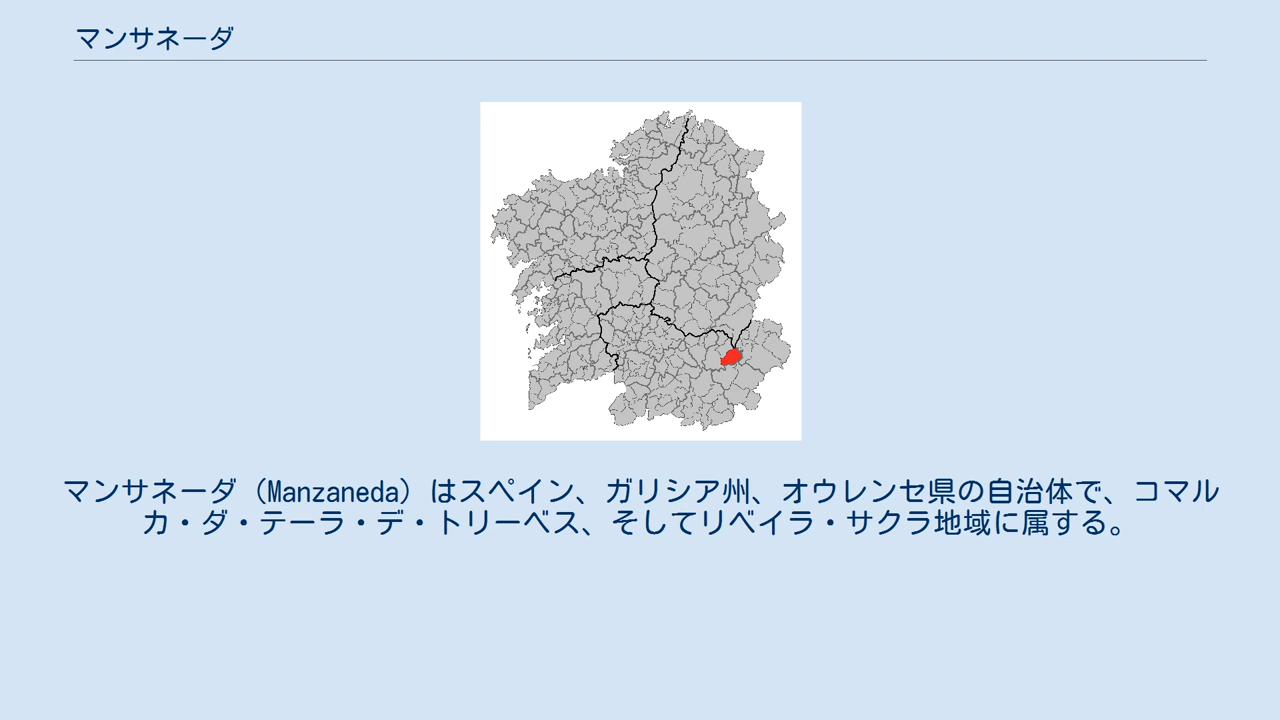 マンサネーダ
マンサネーダ（Manzaneda）はスペイン、ガリシア州、オウレンセ県の自治体で、コマル
カ・ダ・テーラ・デ・トリーベス、そしてリベイラ・サクラ地域に属する。